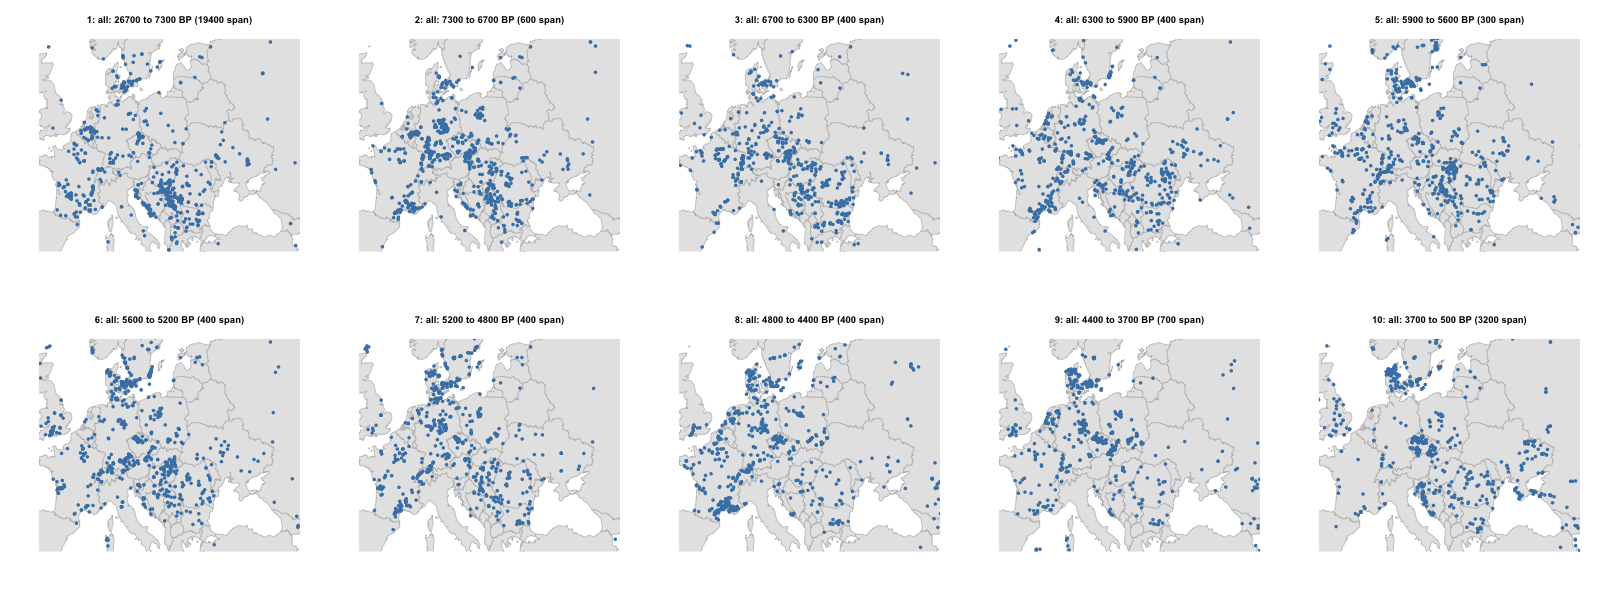 1: all: 26700 to 7300 BP (19400 span)
2: all: 7300 to 6700 BP (600 span)
3: all: 6700 to 6300 BP (400 span)
4: all: 6300 to 5900 BP (400 span)
5: all: 5900 to 5600 BP (300 span)
6: all: 5600 to 5200 BP (400 span)
7: all: 5200 to 4800 BP (400 span)
8: all: 4800 to 4400 BP (400 span)
9: all: 4400 to 3700 BP (700 span)
10: all: 3700 to 500 BP (3200 span)